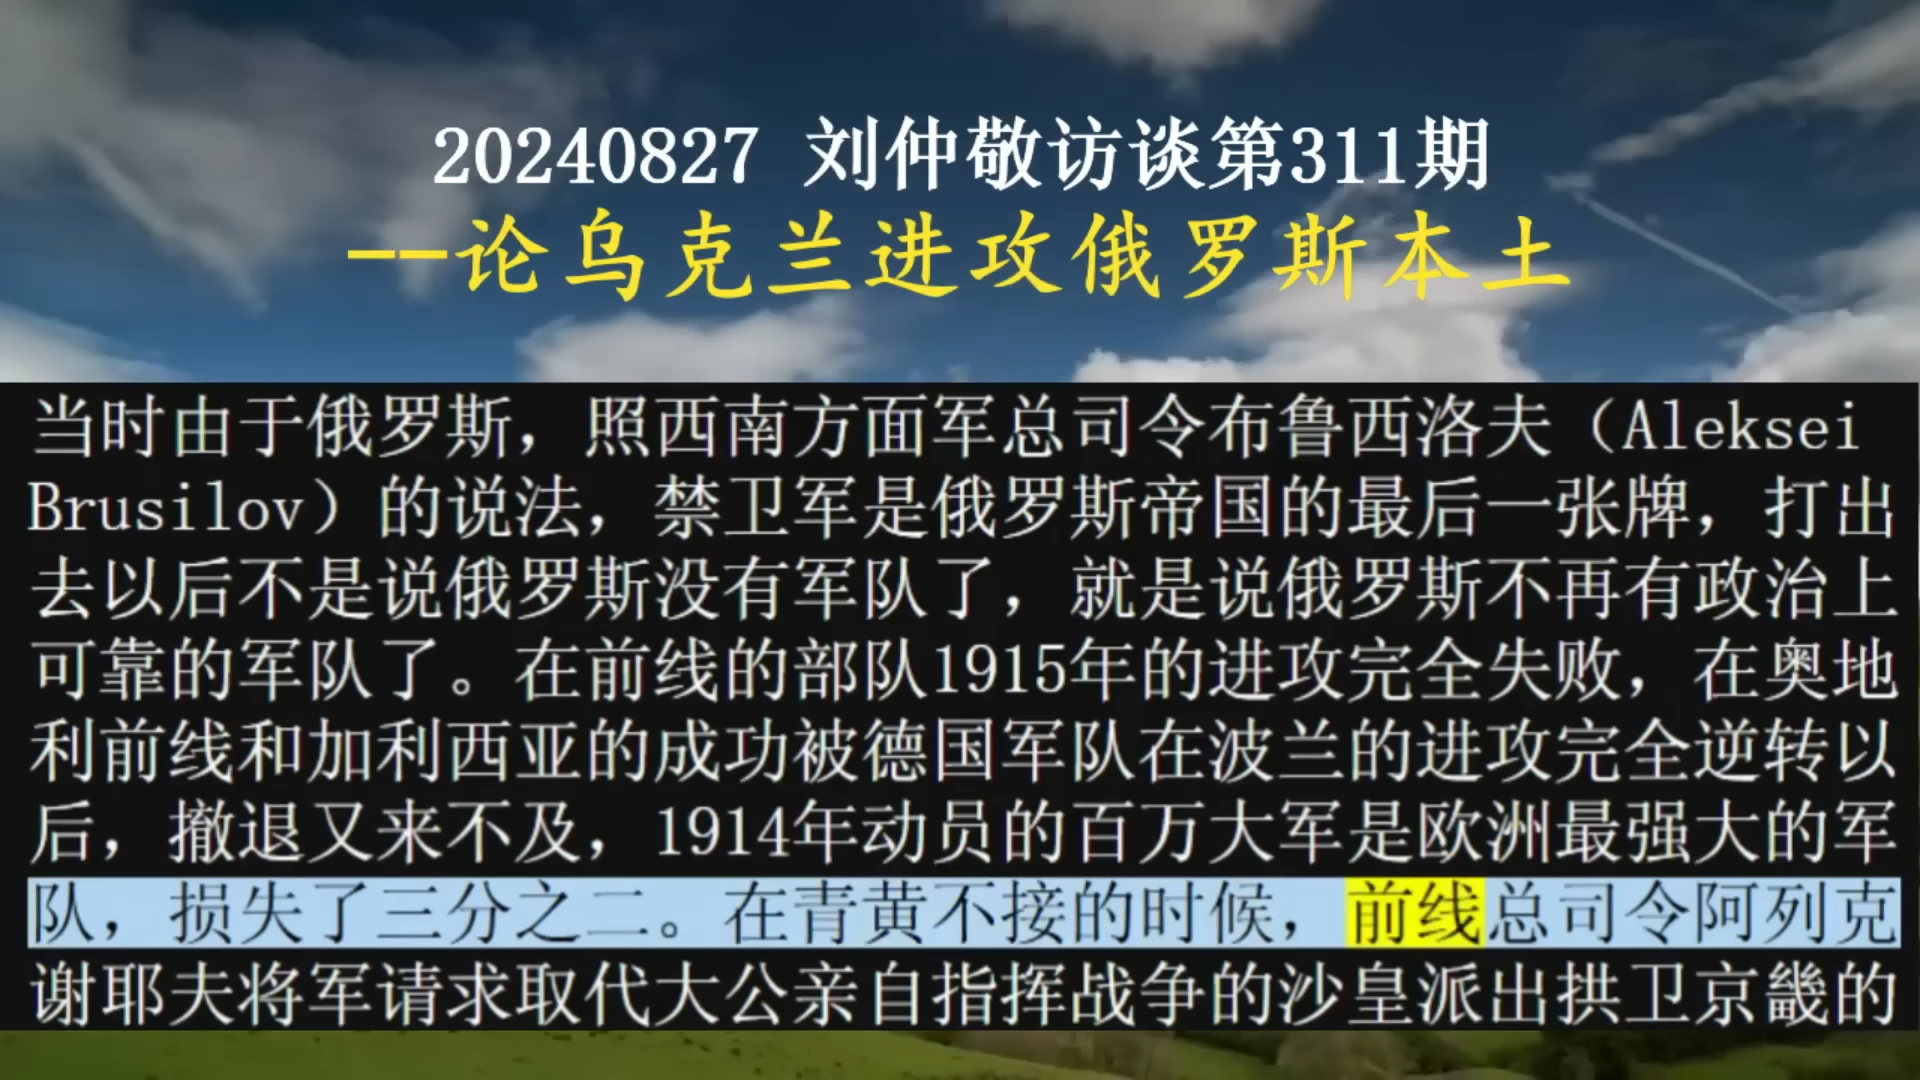 20240827 刘仲敬访谈第311期
--论乌克兰进攻俄罗斯本土
当时由于俄罗斯，照西南方面军总司令布鲁西洛夫（Aleksei
Brusilov）的说法，禁卫军是俄罗斯帝国的最后一张牌，打出
去以后不是说俄罗斯没有军队了，就是说俄罗斯不再有政治上
可靠的军队了。在前线的部队1915年的进攻完全失败，在奥地
利前线和加利西亚的成功被德国军队在波兰的进攻完全逆转以
后，撤退又来不及，1914年动员的百万大军是欧洲最强大的军
队，损失了三分之二。在青黄不接的时候，前线总司令阿列克
谢耶夫将军请求取代大公亲自指挥战争的沙皇派出拱卫京畿的